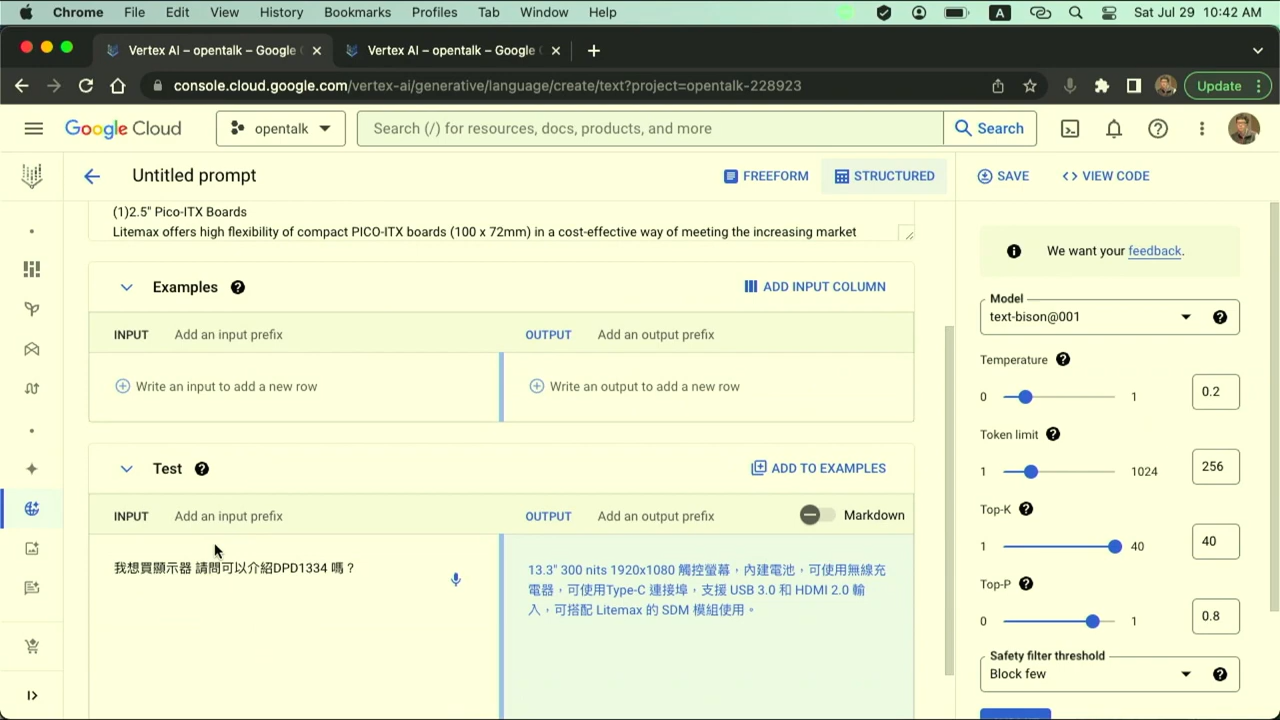 Chrome File Edit View History Bookmarks Profiles Tab Window Help A Sat Jul 29 10:42 AM
Vertex AI – opentalk – Google Vertex AI – opentalk – Google
console.cloud.google.com/vertex-ai/generative/language/create/text?project=opentalk-228923 Update
Google Cloud opentalk Search (/) for resources, docs, products, and more Search
Untitled prompt FREEFORM STRUCTURED SAVE VIEW CODE
(1)2.5" Pico-ITX Boards
Litemax offers high flexibility of compact PICO-ITX boards (100 x 72mm) in a cost-effective way of meeting the increasing market
Examples ADD INPUT COLUMN
INPUT Add an input prefix OUTPUT Add an output prefix
Write an input to add a new row Write an output to add a new row
Test ADD TO EXAMPLES
INPUT Add an input prefix OUTPUT Add an output prefix Markdown
我想買顯示器 請問可以介紹DPD1334 嗎？
13.3" 300 nits 1920x1080 觸控螢幕，內建電池，可使用無線充
電器，可使用Type-C 連接埠，支援 USB 3.0 和 HDMI 2.0 輸
入，可搭配 Litemax 的 SDM 模組使用。
We want your feedback.
Model
text-bison@001
Temperature
0 1 0.2
Token limit
1 1024 256
Top-K
1 40 40
Top-P
0 1 0.8
Safety filter threshold
Block few